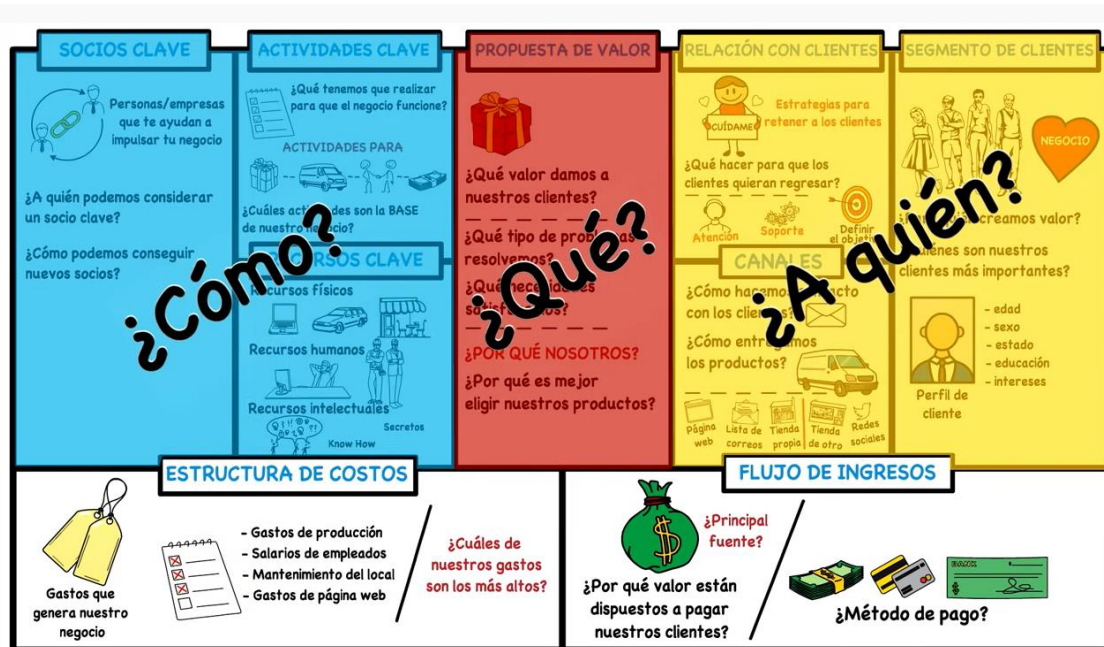 SOCIOS CLAVE
Personas/empresas
que te ayudan a
impulsar tu negocio
¿A quién podemos considerar
un socio clave?
¿Cómo podemos conseguir
nuevos socios?
ACTIVIDADES CLAVE
¿Qué tenemos que realizar
para que el negocio funcione?
ACTIVIDADES PARA
¿Cuáles son la BASE
de nuestro negocio?
CLAVE
Recursos físicos
Recursos humanos
Recursos intelectuales
Secretos
Know How
¿Cómo?
PROPUESTA DE VALOR
¿Qué valor damos a
nuestros clientes?
¿Qué tipo de
resolvemos?
¿POR QUÉ NOSOTROS?
¿Por qué es mejor
eligir nuestros productos?
¿Qué?
RELACIÓN CON CLIENTES
CUÍDAME
Estrategias para
retener a los clientes
¿Qué hacer para que los
clientes quieran regresar?
Atención
Soporte
Definir
el
CANALES
¿Cómo
con los
¿Cómo
los productos?
Página
web
Lista de
correos
Tienda
propia
Tienda
de otro
Redes
sociales
SEGMENTO DE CLIENTES
NEGOCIO
creamos valor?
son nuestros
clientes más importantes?
- edad
- sexo
- estado
- educación
- intereses
Perfil de
cliente
¿A quién?
ESTRUCTURA DE COSTOS
Gastos que
genera nuestro
negocio
- Gastos de producción
- Salarios de empleados
- Mantenimiento del local
- Gastos de página web
¿Cuáles de
nuestros gastos
son los más altos?
FLUJO DE INGRESOS
$
¿Por qué valor están
dispuestos a pagar
nuestros clientes?
¿Principal
fuente?
BANK
$
¿Método de pago?